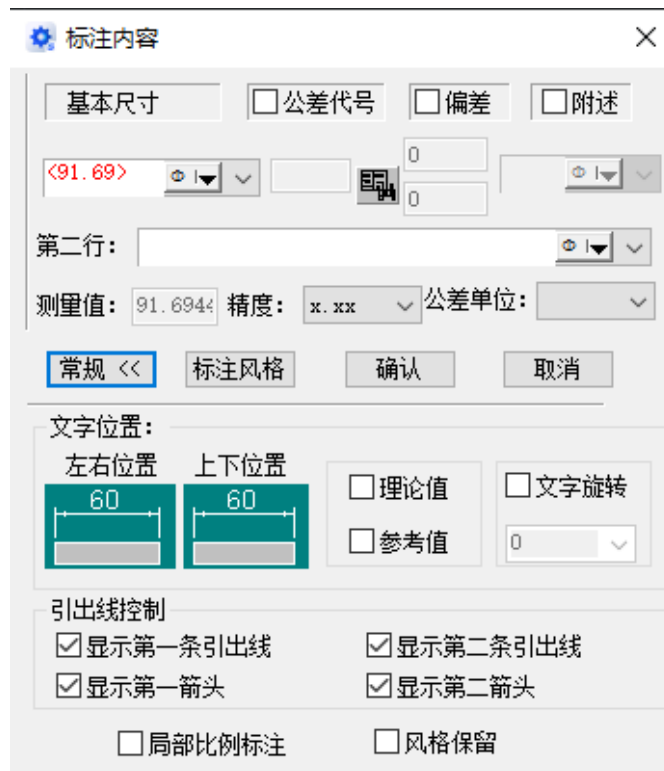 标注内容
基本尺寸 公差代号 偏差 附述
<91.69> Φ 0 Φ
0
第二行： Φ
测量值： 91.6944 精度： x.xx 公差单位：
常规 << 标注风格 确认 取消
文字位置：
左右位置 上下位置
60 60
理论值 文字旋转
参考值 0
引出线控制
显示第一条引出线 显示第二条引出线
显示第一箭头 显示第二箭头
局部比例标注 风格保留